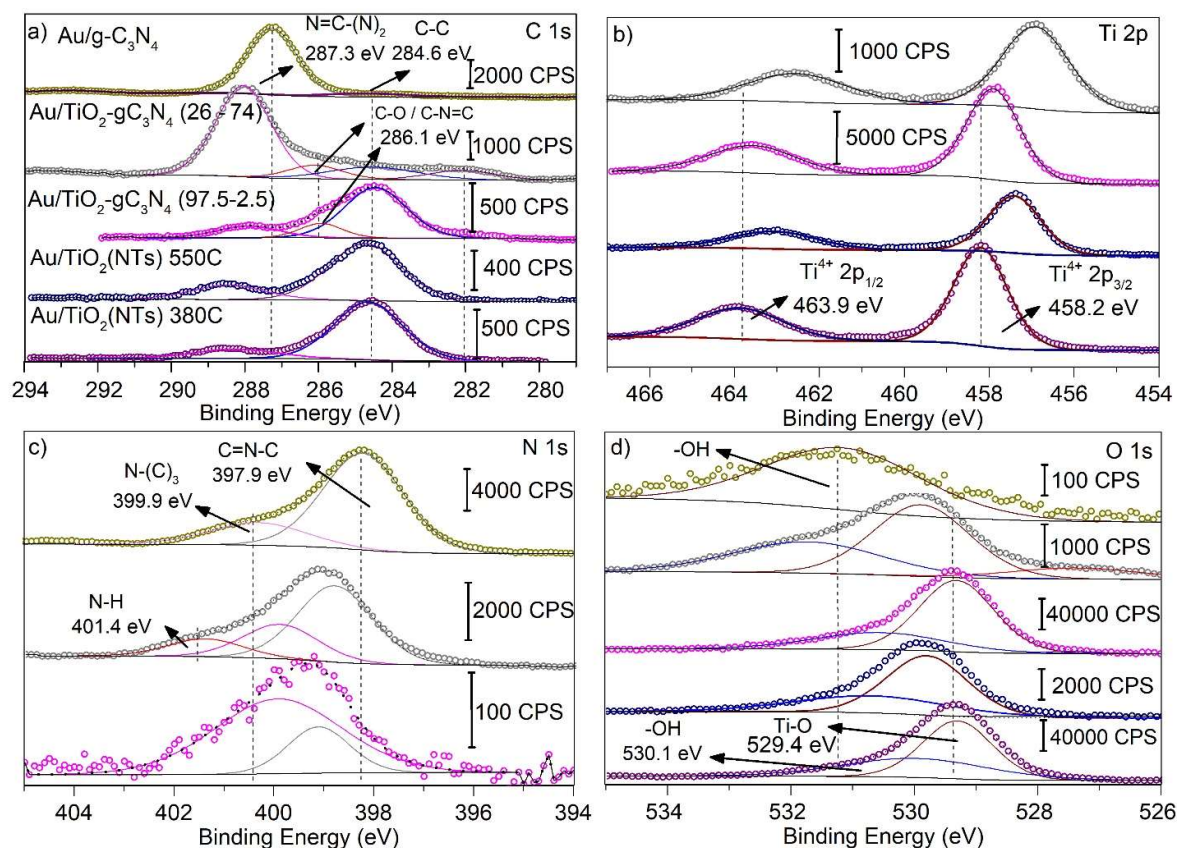 a)
C 1s
Au/g-C₃N₄
N=C-(N)₂
287.3 eV
C-C
284.6 eV
2000 CPS
Au/TiO₂-gC₃N₄ (26 - 74)
C-O / C-N=C
286.1 eV
1000 CPS
Au/TiO₂-gC₃N₄ (97.5-2.5)
500 CPS
Au/TiO₂(NTs) 550C
400 CPS
Au/TiO₂(NTs) 380C
500 CPS
294 292 290 288 286 284 282 280
Binding Energy (eV)
b)
Ti 2p
1000 CPS
5000 CPS
Ti⁴⁺ 2p₁/₂
463.9 eV
Ti⁴⁺ 2p₃/₂
458.2 eV
466 464 462 460 458 456 454
Binding Energy (eV)
c)
N 1s
C=N-C
397.9 eV
N-(C)₃
399.9 eV
4000 CPS
N-H
401.4 eV
2000 CPS
100 CPS
404 402 400 398 396 394
Binding Energy (eV)
d)
O 1s
-OH
100 CPS
1000 CPS
40000 CPS
2000 CPS
-OH
530.1 eV
Ti-O
529.4 eV
40000 CPS
534 532 530 528 526
Binding Energy (eV)